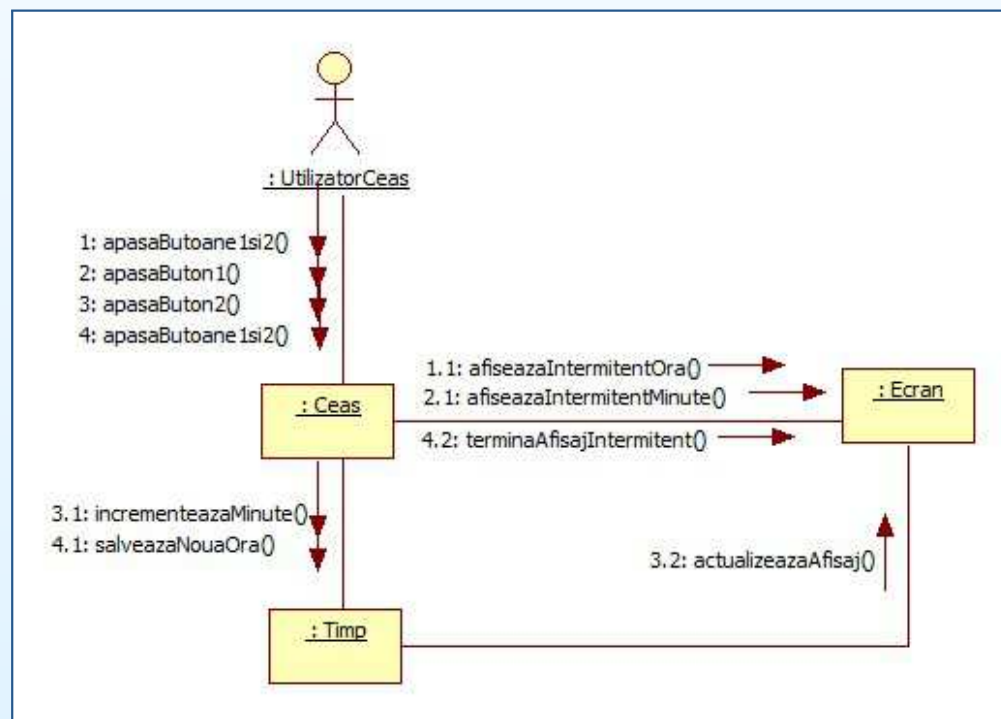 : UtilizatorCeas
1: apasaButoane1si2()
2: apasaButon1()
3: apasaButon2()
4: apasaButoane1si2()
1.1: afiseazaIntermitentOra()
2.1: afiseazaIntermitentMinute()
4.2: terminaAfisajIntermitent()
: Ceas
: Ecran
3.1: incrementeazaMinute()
4.1: salveazaNouaOra()
3.2: actualizeazaAfisaj()
: Timp